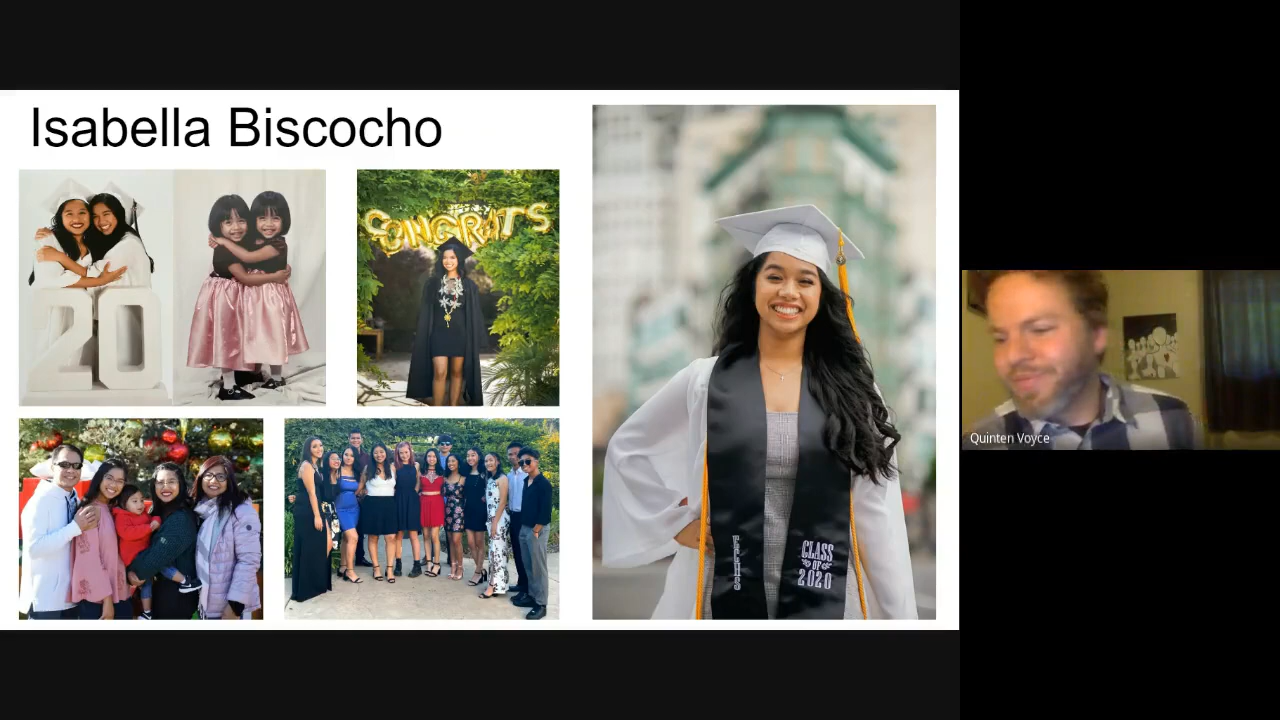 Isabella Biscocho
CONGRATS
20
CLASS
OF
2020
Quinten Voyce